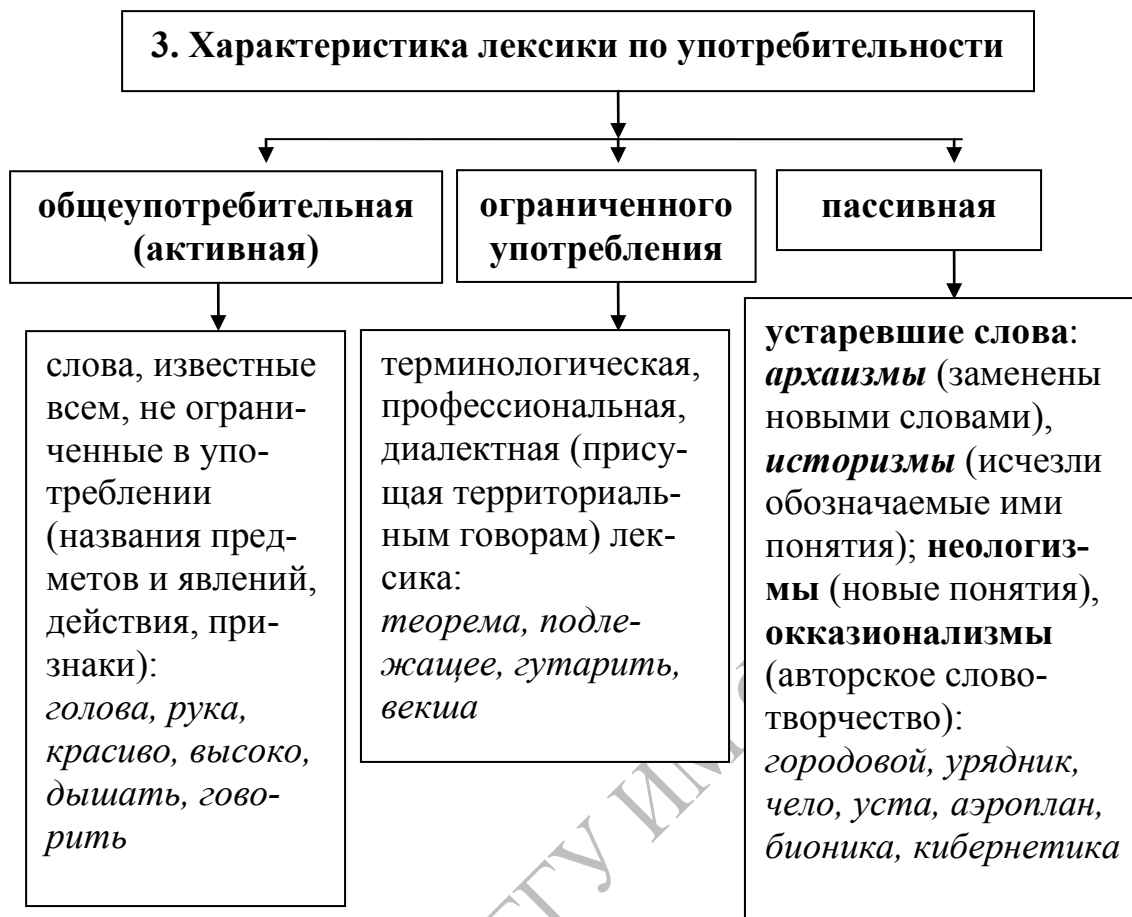 3. Характеристика лексики по употребительности
общеупотребительная
(активная)
ограниченного
употребления
пассивная
слова, известные
всем, не ограни-
ченные в упо-
треблении
(названия пред-
метов и явлений,
действия, при-
знаки):
голова, рука,
красиво, высоко,
дышать, гово-
рить
терминологическая,
профессиональная,
диалектная (прису-
щая территориаль-
ным говорам) лек-
сика:
теорема, подле-
жащее, гутарить,
векша
устаревшие слова:
архаизмы (заменены
новыми словами),
историзмы (исчезли
обозначаемые ими
понятия); неологиз-
мы (новые понятия),
окказионализмы
(авторское слово-
творчество):
городовой, урядник,
чело, уста, аэроплан,
бионика, кибернетика
ГГУ ИМ